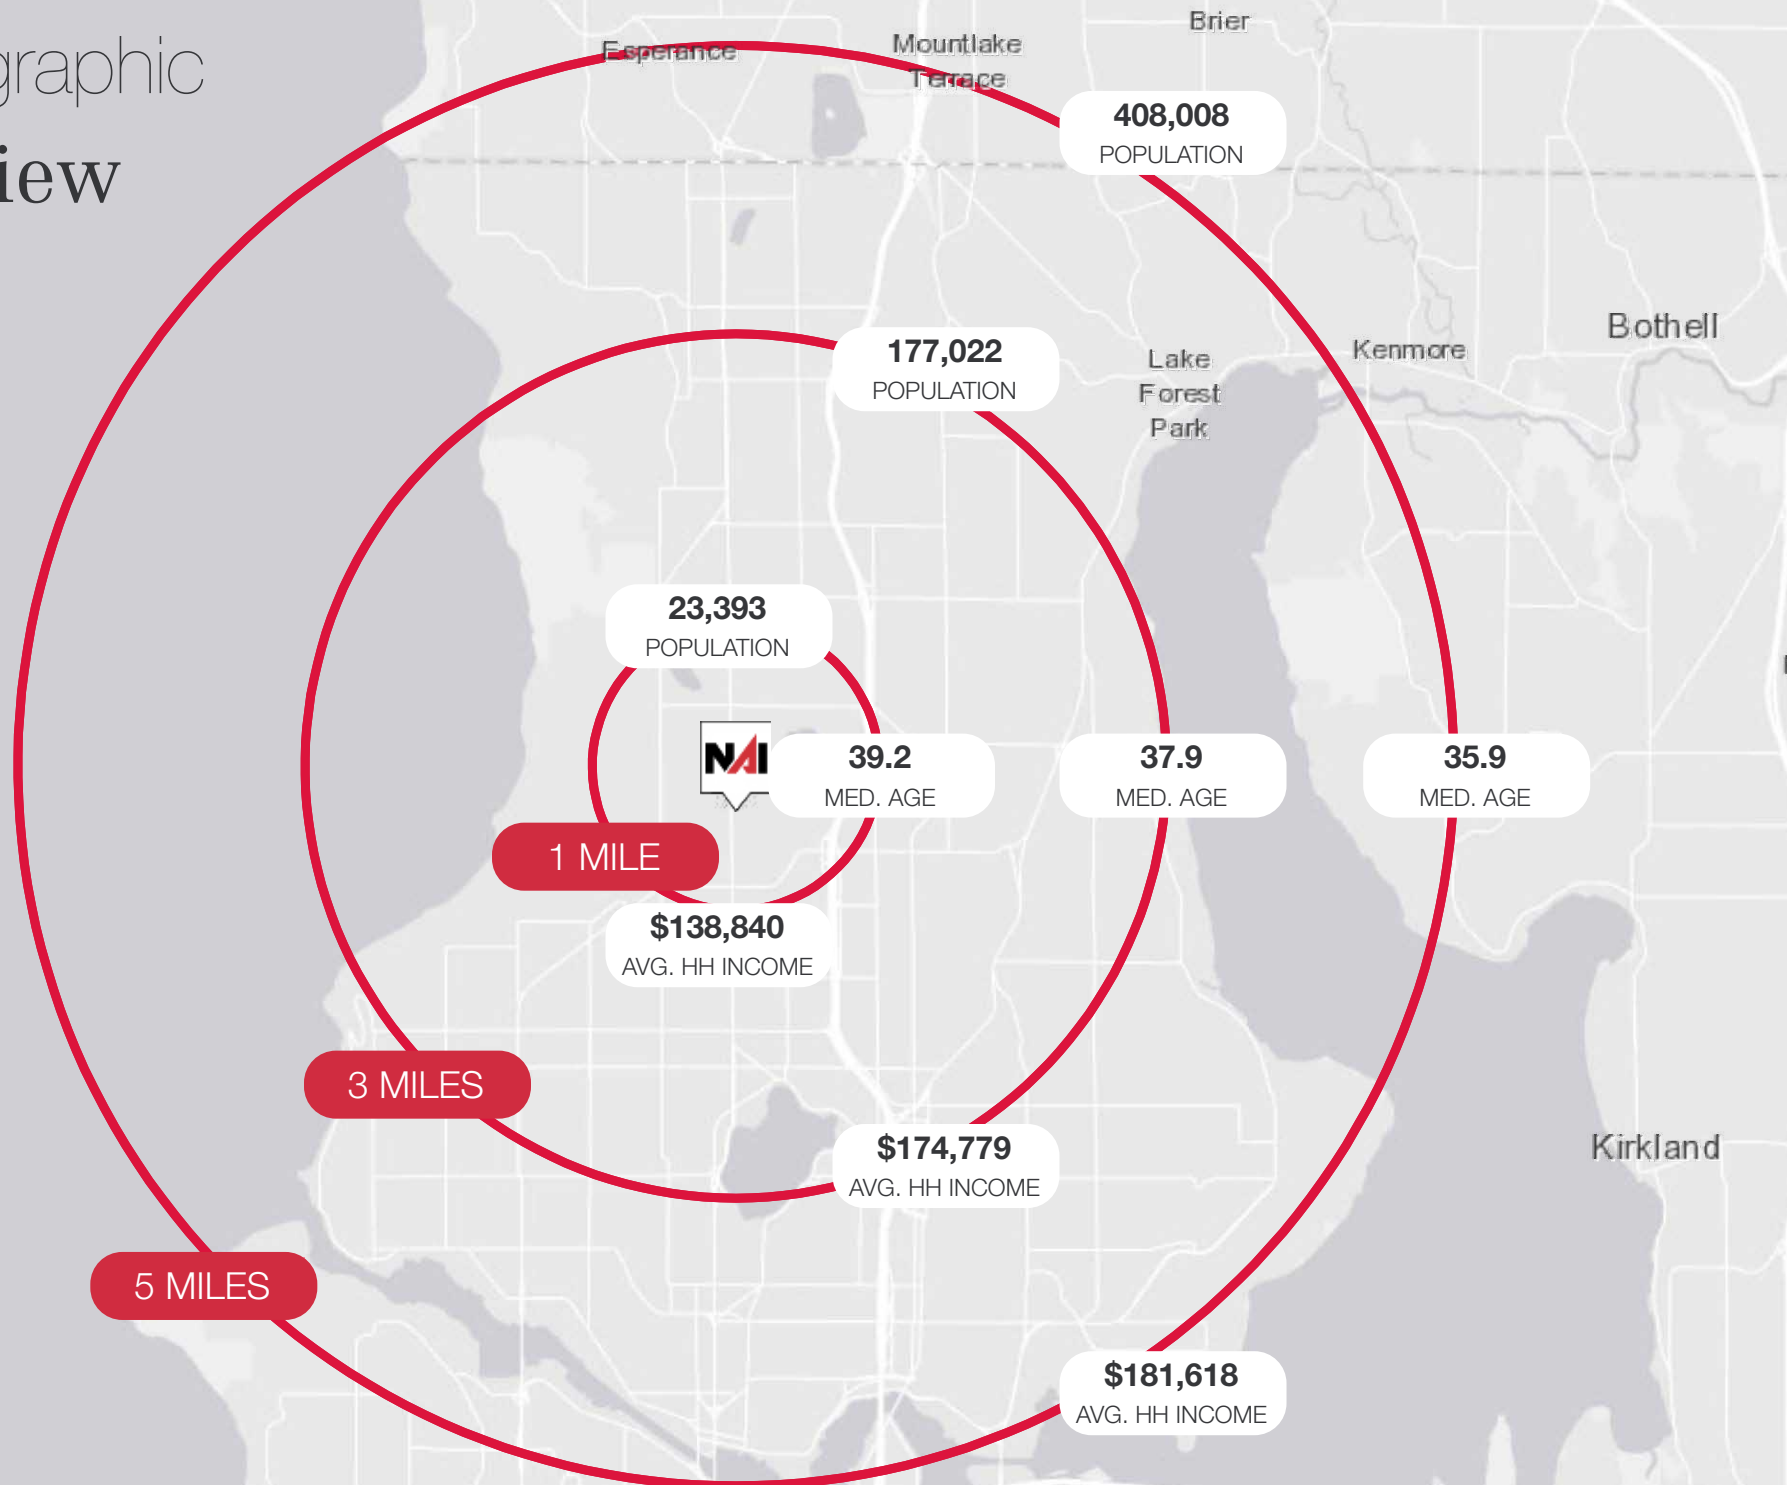 graphic
iew
Esperance
Mountlake
Terrace
Brier
408,008
POPULATION
177,022
POPULATION
Lake
Forest
Park
Kenmore
Bothell
23,393
POPULATION
NAI
39.2
MED. AGE
37.9
MED. AGE
35.9
MED. AGE
1 MILE
$138,840
AVG. HH INCOME
3 MILES
$174,779
AVG. HH INCOME
Kirkland
5 MILES
$181,618
AVG. HH INCOME